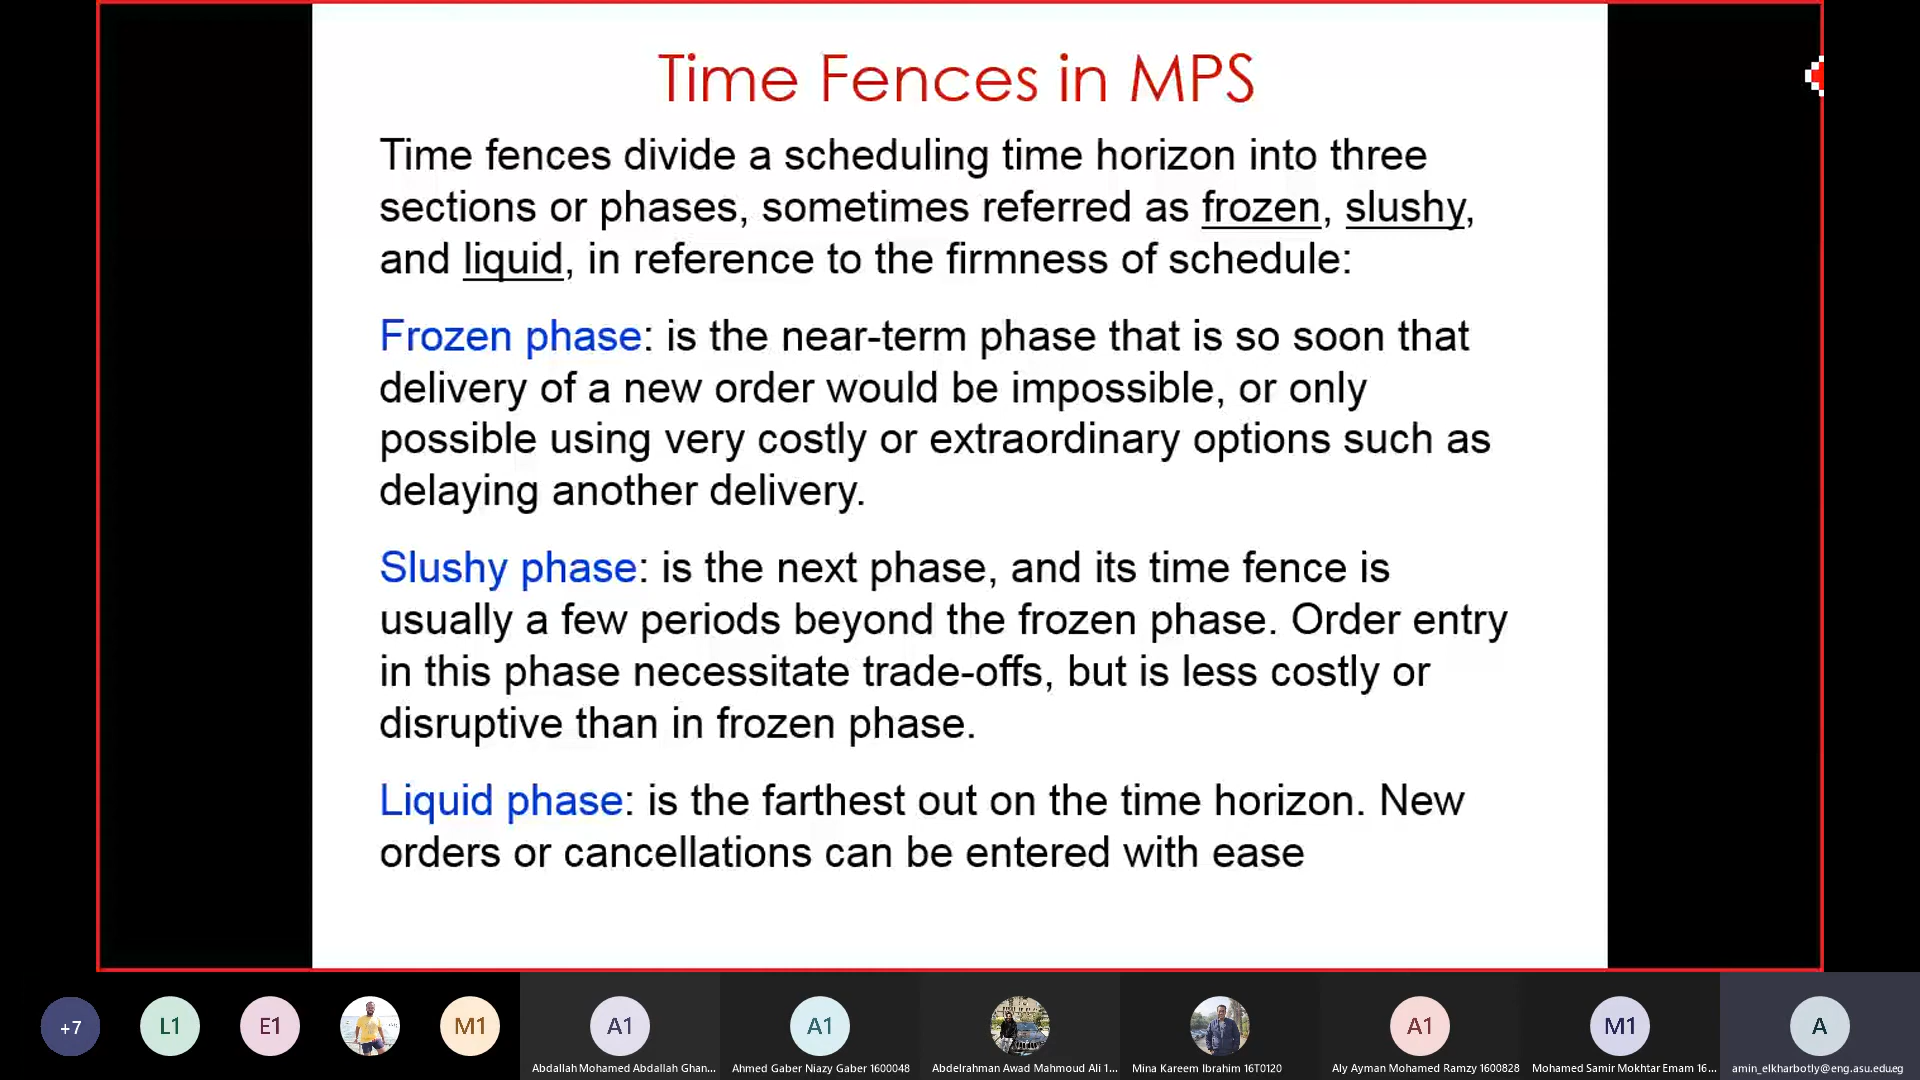 Time Fences in MPS
Time fences divide a scheduling time horizon into three
sections or phases, sometimes referred as frozen, slushy,
and liquid, in reference to the firmness of schedule:
Frozen phase: is the near-term phase that is so soon that
delivery of a new order would be impossible, or only
possible using very costly or extraordinary options such as
delaying another delivery.
Slushy phase: is the next phase, and its time fence is
usually a few periods beyond the frozen phase. Order entry
in this phase necessitate trade-offs, but is less costly or
disruptive than in frozen phase.
Liquid phase: is the farthest out on the time horizon. New
orders or cancellations can be entered with ease
+7 L1 E1 M1 A1 A1 A1 M1 A
Abdallah Mohamed Abdallah Ghan... Ahmed Gaber Niazy Gaber 1600048 Abdelrahman Awad Mahmoud Ali 1... Mina Kareem Ibrahim 16T0120 Aly Ayman Mohamed Ramzy 1600828 Mohamed Samir Mokhtar Emam 16... amin_elkharbotly@eng.asu.edu.eg